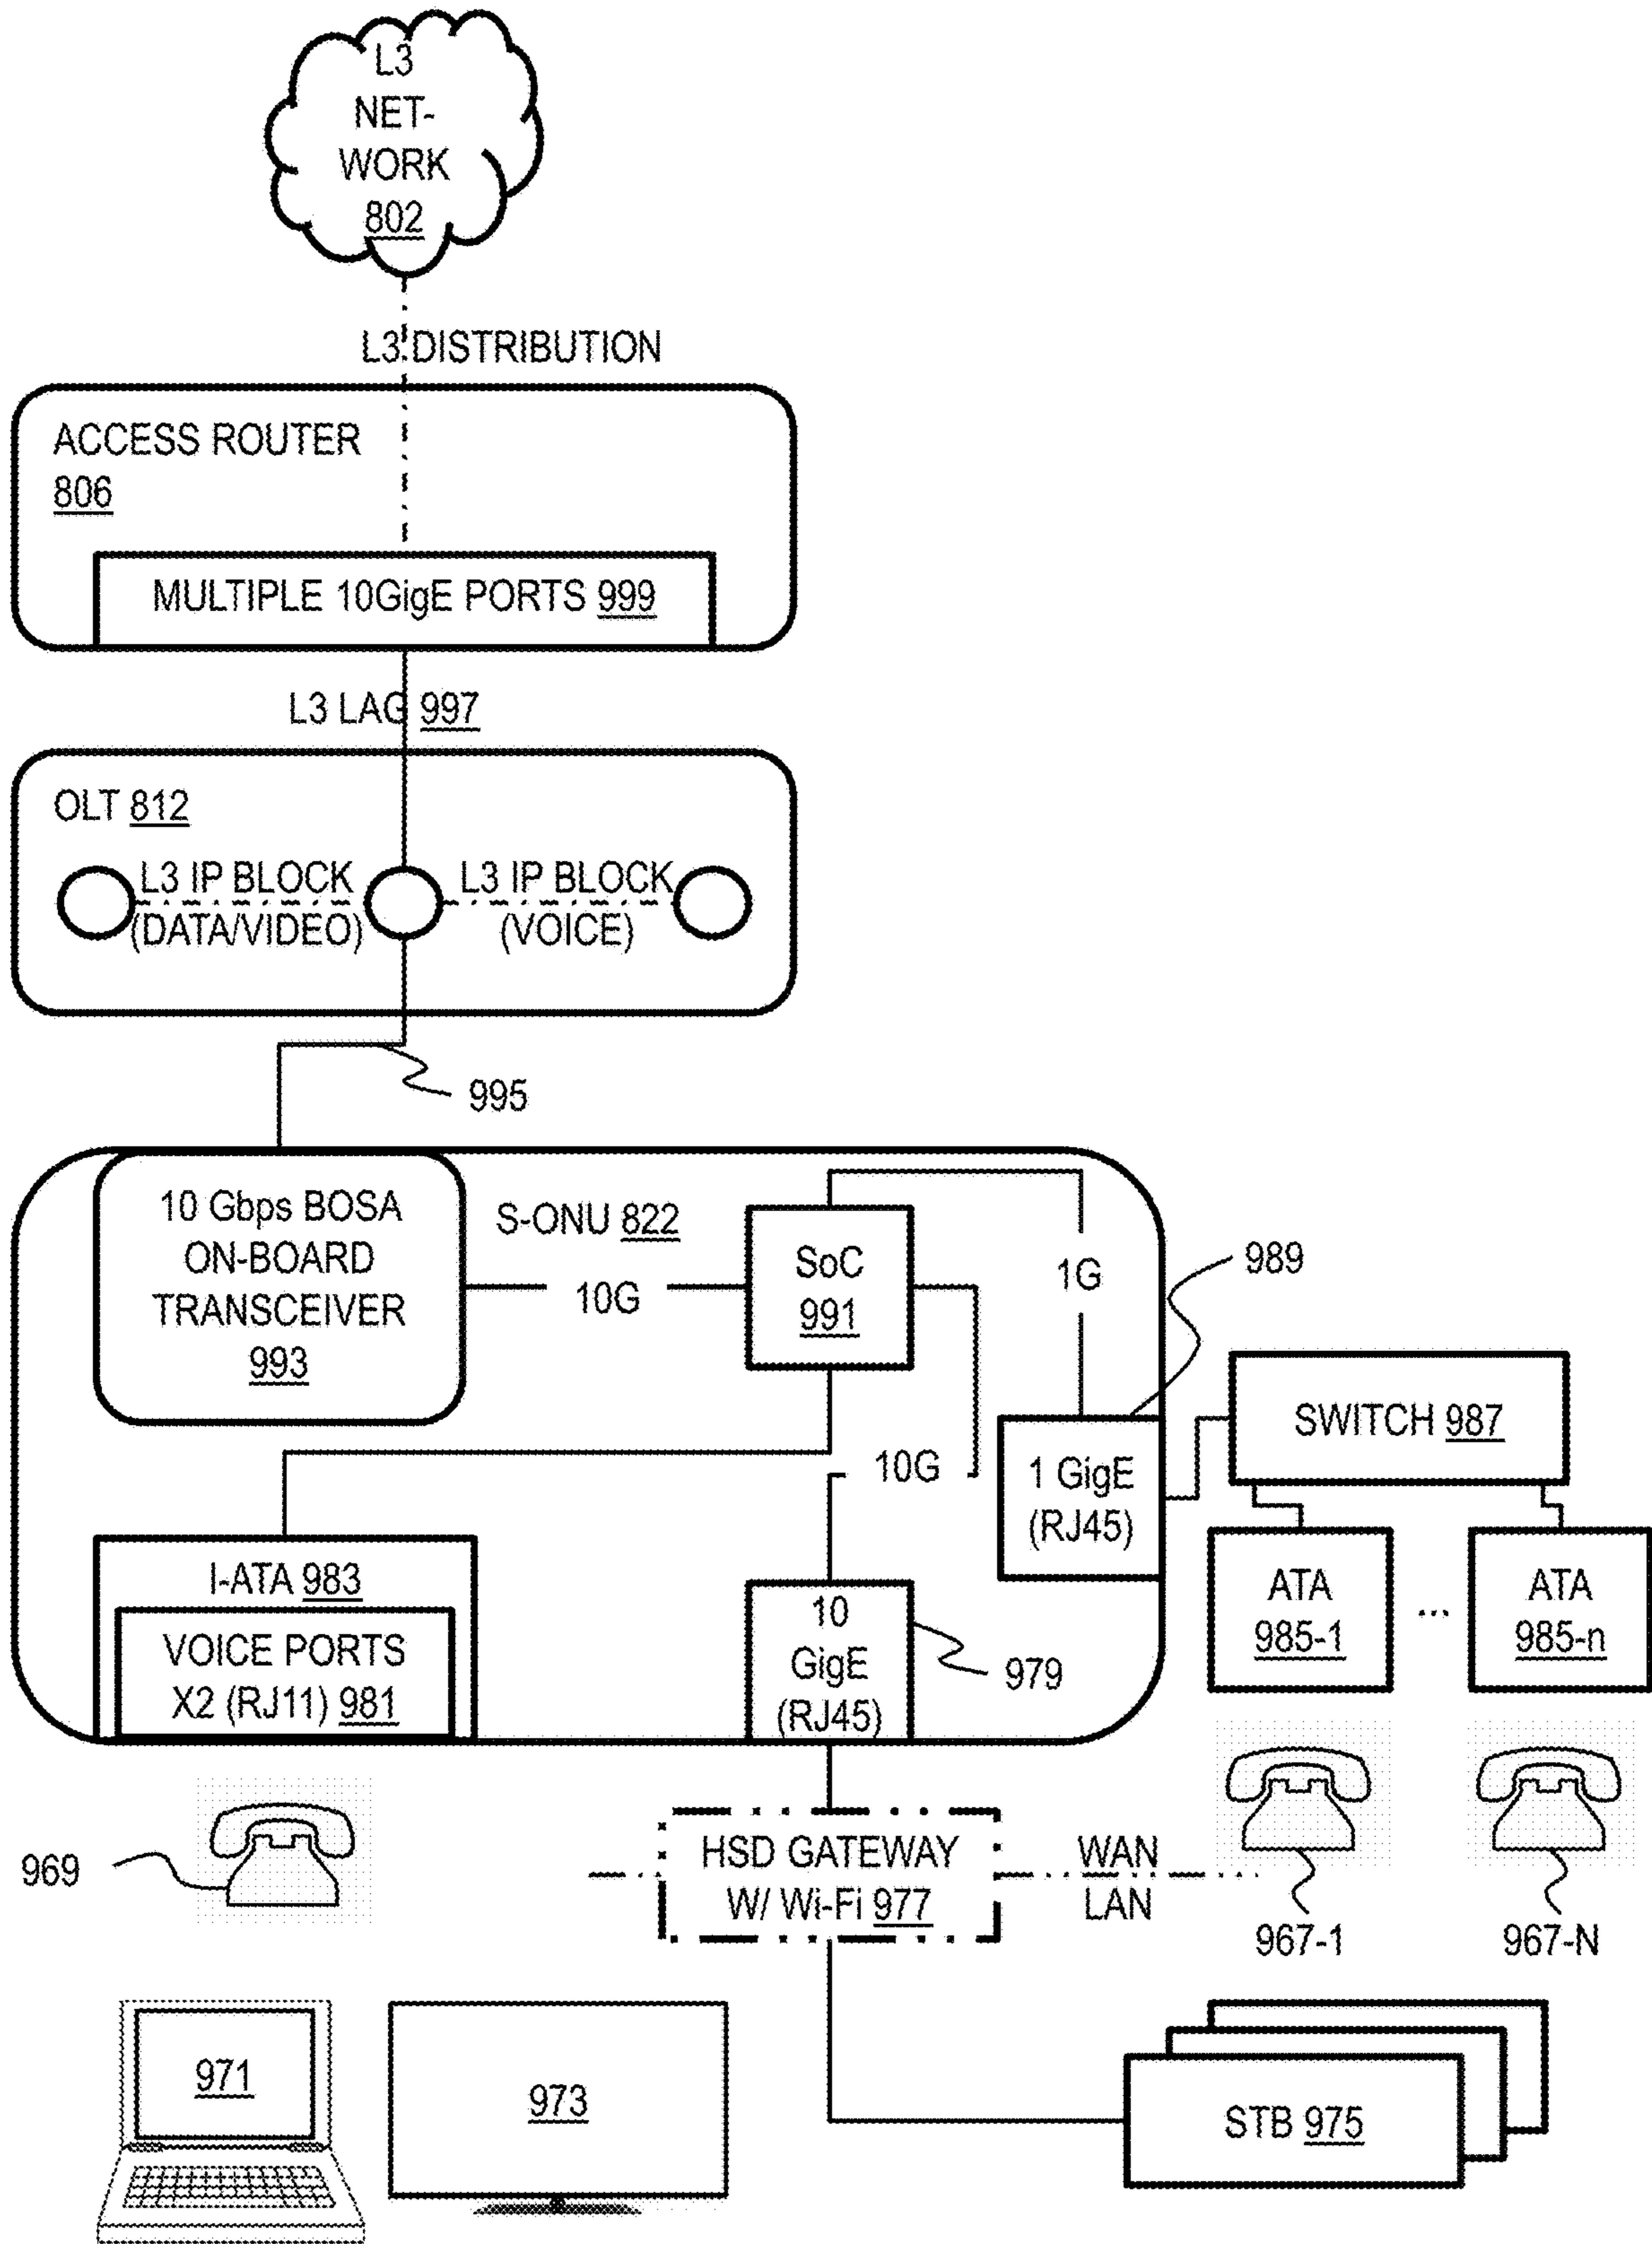 L3
NET-
WORK
802
L3 DISTRIBUTION
ACCESS ROUTER
806
MULTIPLE 10GigE PORTS 999
L3 LAG 997
OLT 812
L3 IP BLOCK
(DATA/VIDEO)
L3 IP BLOCK
(VOICE)
995
10 Gbps BOSA
ON-BOARD
TRANSCEIVER
993
S-ONU 822
10G
SoC
991
1G
989
10G
1 GigE
(RJ45)
SWITCH 987
ATA
985-1
...
ATA
985-n
I-ATA 983
VOICE PORTS
X2 (RJ11) 981
10
GigE
(RJ45)
979
969
HSD GATEWAY
W/ Wi-Fi 977
WAN
LAN
967-1
967-N
971
973
STB 975